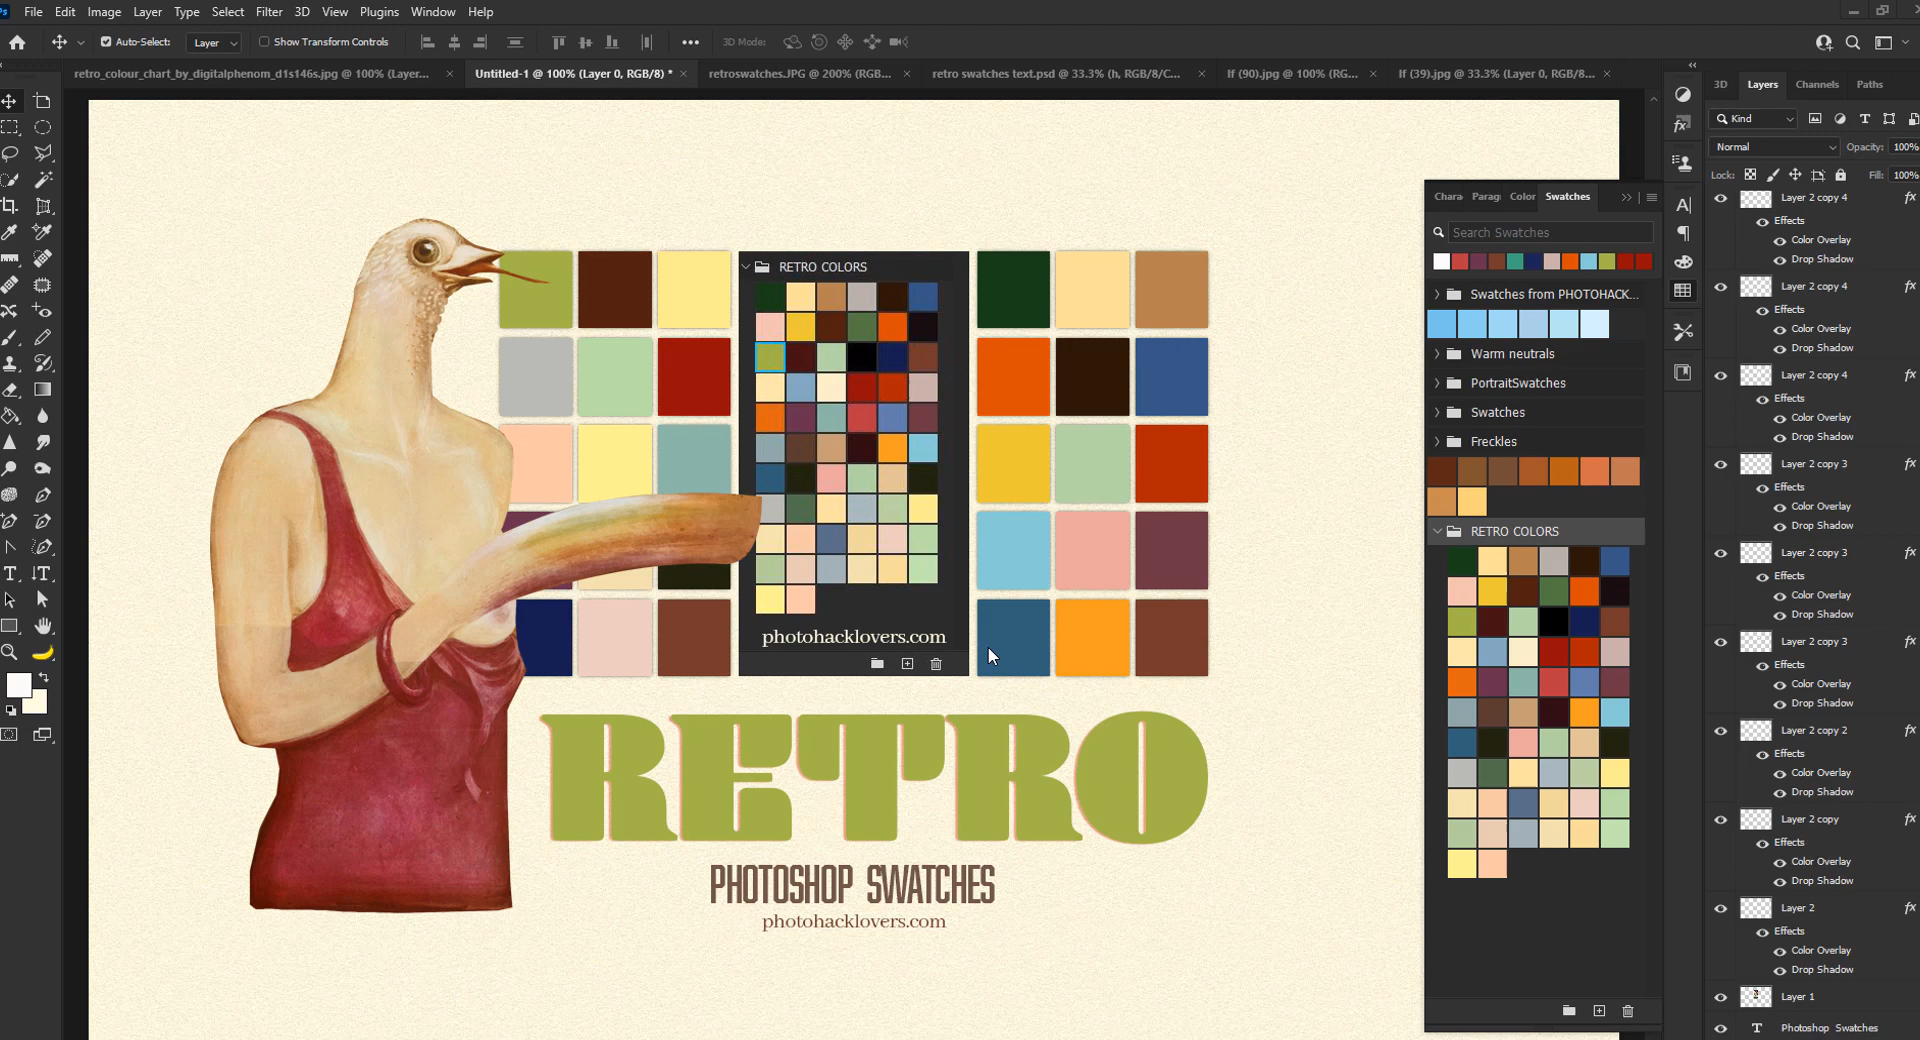 File Edit Image Layer Type Select Filter 3D View Plugins Window Help
Auto-Select: Layer Show Transform Controls 3D Mode:
retro_colour_chart_by_digitalphenom_d1s146s.jpg @ 100% (Layer... ×
Untitled-1 @ 100% (Layer 0, RGB/8) * ×
retroswatches.JPG @ 200% (RGB... ×
retro swatches text.psd @ 33.3% (h, RGB/8/C... ×
If (90).jpg @ 100% (RG... ×
If (39).jpg @ 33.3% (Layer 0, RGB/8... ×
RETRO COLORS
photohacklovers.com
RETRO
PHOTOSHOP SWATCHES
photohacklovers.com
Chara Parag Color Swatches
Search Swatches
Swatches from PHOTOHACK...
Warm neutrals
PortraitSwatches
Swatches
Freckles
RETRO COLORS
3D Layers Channels Paths
Kind
Normal Opacity: 100%
Lock: Fill: 100%
Layer 2 copy 4 fx
Effects
Color Overlay
Drop Shadow
Layer 2 copy 4 fx
Effects
Color Overlay
Drop Shadow
Layer 2 copy 4 fx
Effects
Color Overlay
Drop Shadow
Layer 2 copy 3 fx
Effects
Color Overlay
Drop Shadow
Layer 2 copy 3 fx
Effects
Color Overlay
Drop Shadow
Layer 2 copy 3 fx
Effects
Color Overlay
Drop Shadow
Layer 2 copy 2 fx
Effects
Color Overlay
Drop Shadow
Layer 2 copy fx
Effects
Color Overlay
Drop Shadow
Layer 2 fx
Effects
Color Overlay
Drop Shadow
Layer 1
Photoshop Swatches